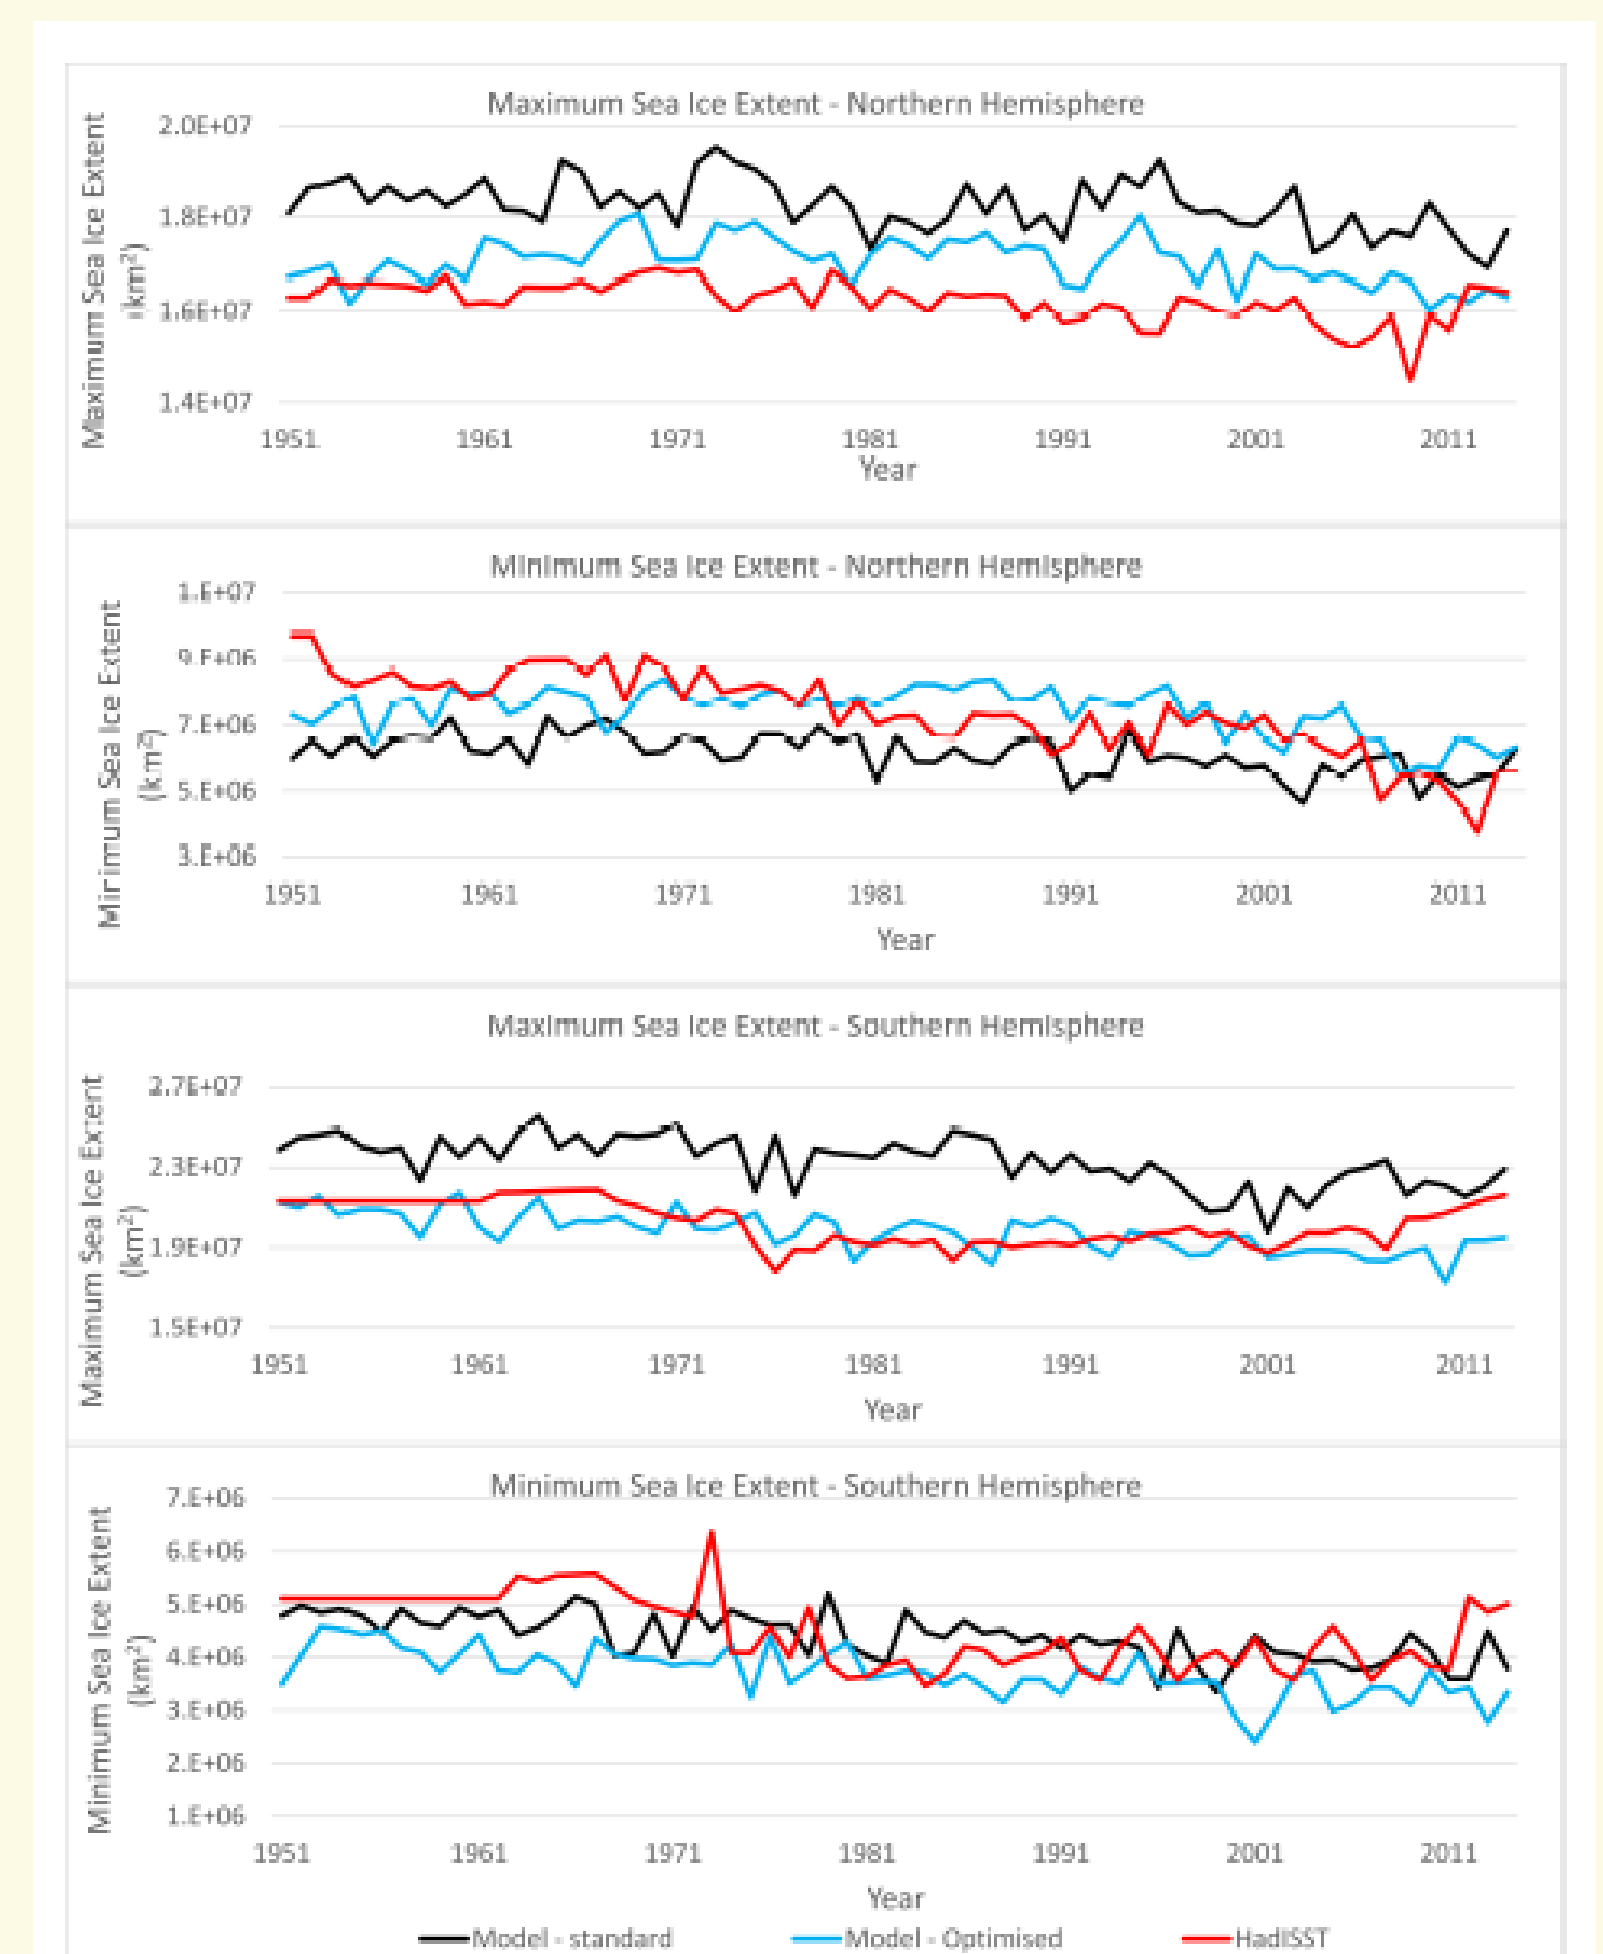 Maximum Sea Ice Extent - Northern Hemisphere
Maximum Sea Ice Extent
(km²)
2.0E+07
1.8E+07
1.6E+07
1.4E+07
1951 1961 1971 1981 1991 2001 2011
Year
Minimum Sea Ice Extent - Northern Hemisphere
Minimum Sea Ice Extent
(km²)
1.E+07
9.E+06
7.E+06
5.E+06
3.E+06
1951 1961 1971 1981 1991 2001 2011
Year
Maximum Sea Ice Extent - Southern Hemisphere
Maximum Sea Ice Extent
(km²)
2.7E+07
2.3E+07
1.9E+07
1.5E+07
1951 1961 1971 1981 1991 2001 2011
Year
Minimum Sea Ice Extent - Southern Hemisphere
Minimum Sea Ice Extent
(km²)
7.E+06
6.E+06
5.E+06
4.E+06
3.E+06
2.E+06
1.E+06
1951 1961 1971 1981 1991 2001 2011
Year
Model - standard Model - Optimised HadISST